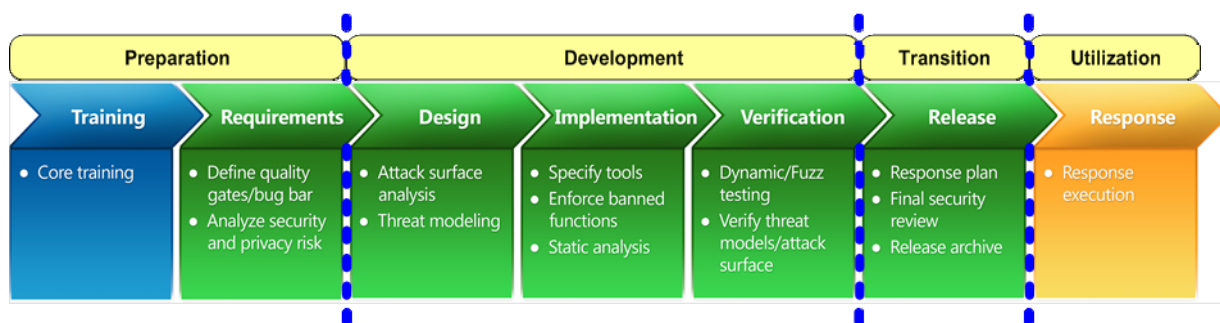 Preparation
Development
Transition
Utilization
Training
Requirements
Design
Implementation
Verification
Release
Response
• Core training
• Define quality
gates/bug bar
• Analyze security
and privacy risk
• Attack surface
analysis
• Threat modeling
• Specify tools
• Enforce banned
functions
• Static analysis
• Dynamic/Fuzz
testing
• Verify threat
models/attack
surface
• Response plan
• Final security
review
• Release archive
• Response
execution